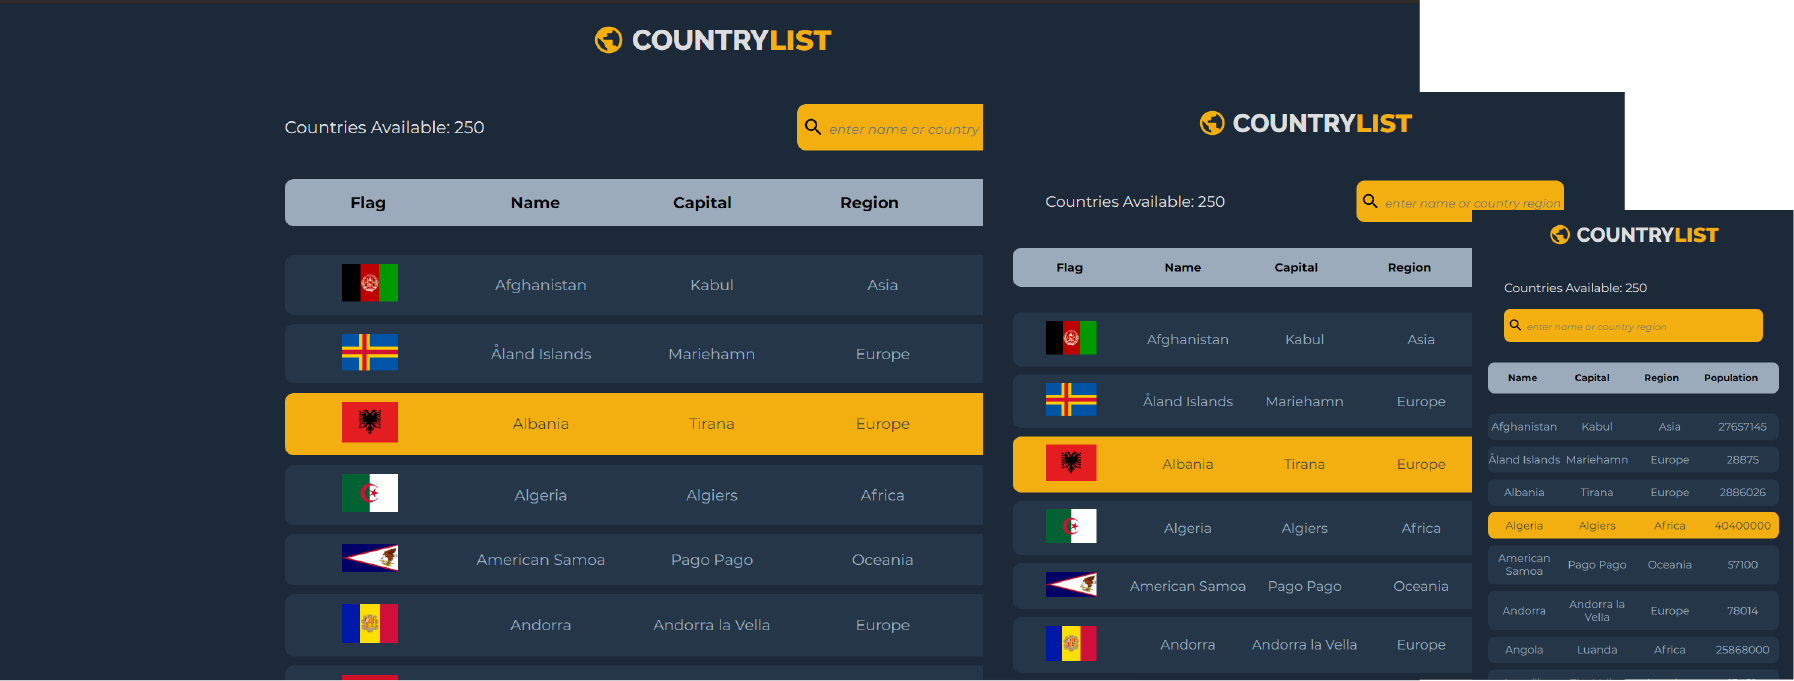 COUNTRYLIST
Countries Available: 250
enter name or country
Flag Name Capital Region
Afghanistan Kabul Asia
Åland Islands Mariehamn Europe
Albania Tirana Europe
Algeria Algiers Africa
American Samoa Pago Pago Oceania
Andorra Andorra la Vella Europe
COUNTRYLIST
Countries Available: 250
enter name or country region
Flag Name Capital Region
Afghanistan Kabul Asia
Åland Islands Mariehamn Europe
Albania Tirana Europe
Algeria Algiers Africa
American Samoa Pago Pago Oceania
Andorra Andorra la Vella Europe
COUNTRYLIST
Countries Available: 250
enter name or country region
Name Capital Region Population
Afghanistan Kabul Asia 27657145
Åland Islands Mariehamn Europe 28875
Albania Tirana Europe 2886026
Algeria Algiers Africa 40400000
American
Samoa Pago Pago Oceania 57100
Andorra Andorra la
Vella Europe 78014
Angola Luanda Africa 25868000